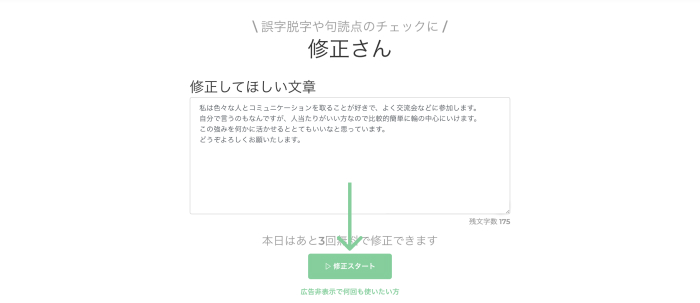 \ 誤字脱字や句読点のチェックに /
修正さん
修正してほしい文章
私は色々な人とコミュニケーションを取ることが好きで、よく交流会などに参加します。
自分で言うのもなんですが、人当たりがいい方なので比較的簡単に輪の中心にいけます。
この強みを何かに活かせるととてもいいなと思っています。
どうぞよろしくお願いたします。
残文字数 175
本日はあと3回無料で修正できます
▷ 修正スタート
広告非表示で何回も使いたい方